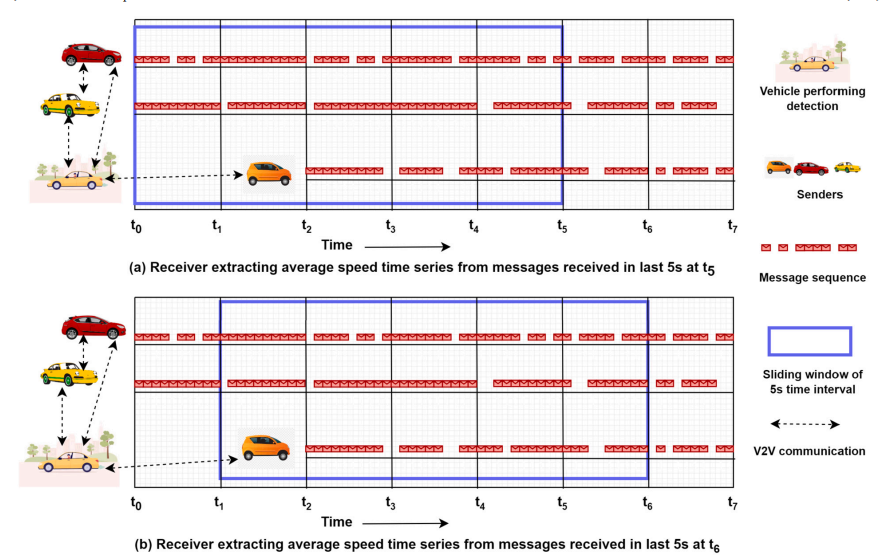 Vehicle performing
detection
Senders
Message sequence
t0 t1 t2 t3 t4 t5 t6 t7
Time
(a) Receiver extracting average speed time series from messages received in last 5s at t5
Sliding window of
5s time interval
V2V communication
t0 t1 t2 t3 t4 t5 t6 t7
Time
(b) Receiver extracting average speed time series from messages received in last 5s at t6